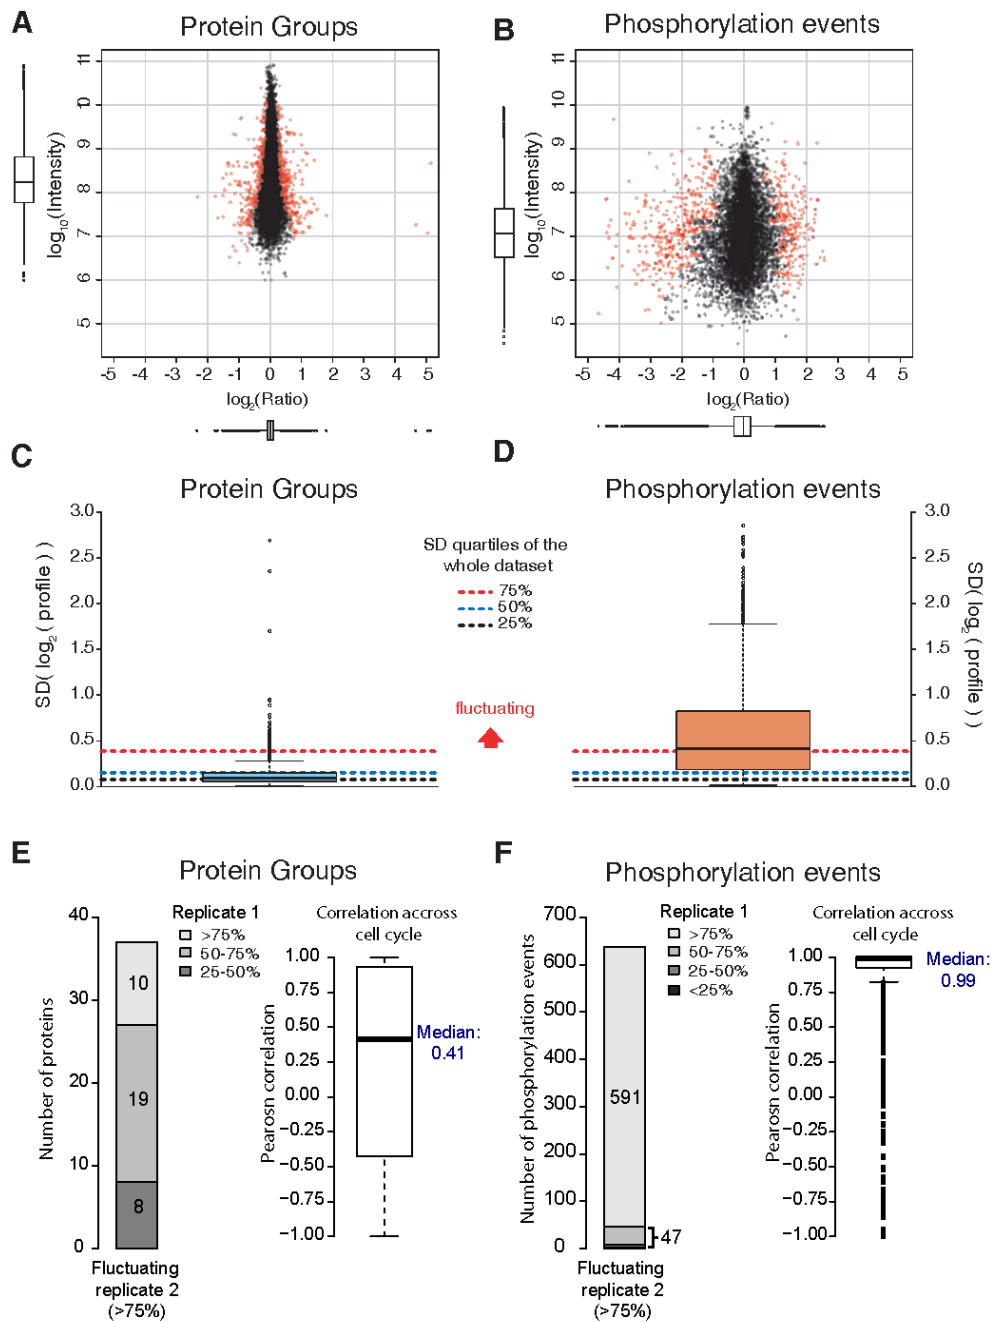 A
Protein Groups
11
10
9
8
7
6
5
log10(Intensity)
-5 -4 -3 -2 -1 0 1 2 3 4 5
log2(Ratio)
B
Phosphorylation events
11
10
9
8
7
6
5
log10(Intensity)
-5 -4 -3 -2 -1 0 1 2 3 4 5
log2(Ratio)
C
Protein Groups
3.0
2.5
2.0
1.5
1.0
0.5
0.0
SD( log2 ( profile ) )
SD quartiles of the
whole dataset
75%
50%
25%
fluctuating
D
Phosphorylation events
3.0
2.5
2.0
1.5
1.0
0.5
0.0
SD( log2 ( profile ) )
E
Protein Groups
40
30
20
10
0
Number of proteins
10
19
8
Fluctuating
replicate 2
(>75%)
Replicate 1
>75%
50-75%
25-50%
Correlation accross
cell cycle
1.00
0.75
0.50
0.25
0.00
−0.25
−0.50
−0.75
−1.00
Pearosn correlation
Median:
0.41
F
Phosphorylation events
700
600
500
400
300
200
100
0
Number of phosphorylation events
591
47
Fluctuating
replicate 2
(>75%)
Replicate 1
>75%
50-75%
25-50%
<25%
Correlation accross
cell cycle
1.00
0.75
0.50
0.25
0.00
−0.25
−0.50
−0.75
−1.00
Pearosn correlation
Median:
0.99